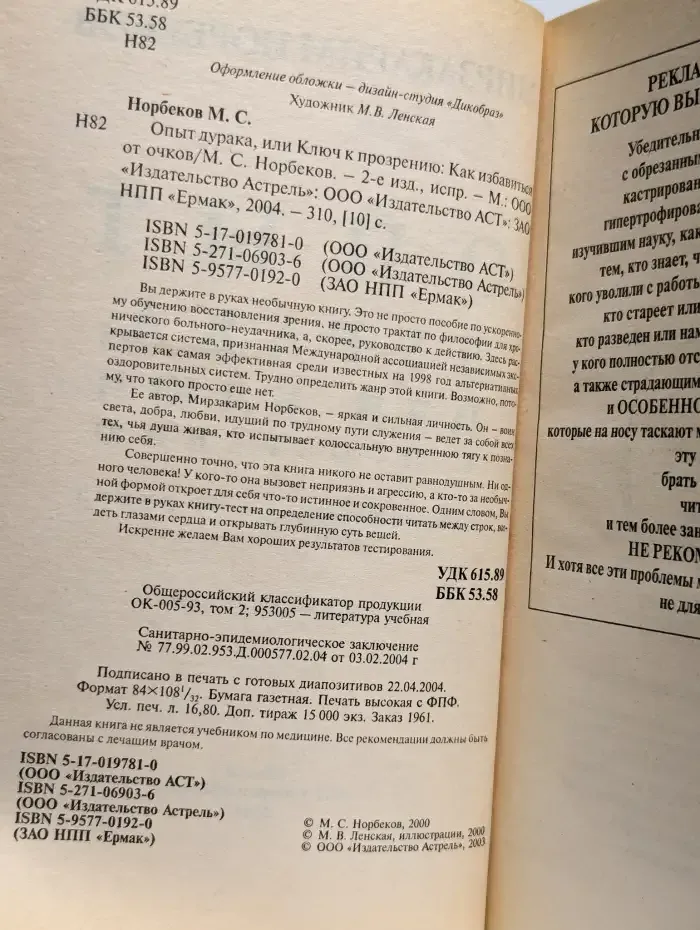 УДК 615.89
ББК 53.58
Н82
Оформление обложки – дизайн-студия «Дикобраз»
Художник М.В. Ленская
Норбеков М. С.
Н82
Опыт дурака, или Ключ к прозрению: Как избавиться
от очков/М. С. Норбеков. – 2-е изд., испр. – М.: ООО
«Издательство Астрель»: ООО «Издательство АСТ»: ЗАО
НПП «Ермак», 2004. – 310, [10] с.
ISBN 5-17-019781-0 (ООО «Издательство АСТ»)
ISBN 5-271-06903-6 (ООО «Издательство Астрель»)
ISBN 5-9577-0192-0 (ЗАО НПП «Ермак»)
Вы держите в руках необычную книгу. Это не просто пособие по ускоренно-
му обучению восстановления зрения, не просто трактат по философии для хро-
нического больного-неудачника, а, скорее, руководство к действию. Здесь рас-
крывается система, признанная Международной ассоциацией независимых экс-
пертов как самая эффективная среди известных на 1998 год альтернативных
оздоровительных систем. Трудно определить жанр этой книги. Возможно, пото-
му, что такого просто еще нет.
Ее автор, Мирзакарим Норбеков, – яркая и сильная личность. Он – воин
света, добра, любви, идущий по трудному пути служения – ведет за собой всех
тех, чья душа живая, кто испытывает колоссальную внутреннюю тягу к позна-
нию себя.
Совершенно точно, что эта книга никого не оставит равнодушным. Ни од-
ного человека! У кого-то она вызовет неприязнь и агрессию, а кто-то за необыч-
ной формой откроет для себя что-то истинное и сокровенное. Одним словом, Вы
держите в руках книгу-тест на определение способности читать между строк, ви-
деть глазами сердца и открывать глубинную суть вещей.
Искренне желаем Вам хороших результатов тестирования.
УДК 615.89
ББК 53.58
Общероссийский классификатор продукции
ОК-005-93, том 2; 953005 – литература учебная
Санитарно-эпидемиологическое заключение
№ 77.99.02.953.Д.000577.02.04 от 03.02.2004 г
Подписано в печать с готовых диапозитивов 22.04.2004.
Формат 84×108 1/32. Бумага газетная. Печать высокая с ФПФ.
Усл. печ. л. 16,80. Доп. тираж 15 000 экз. Заказ 1961.
Данная книга не является учебником по медицине. Все рекомендации должны быть
согласованы с лечащим врачом.
ISBN 5-17-019781-0
(ООО «Издательство АСТ»)
ISBN 5-271-06903-6
(ООО «Издательство Астрель»)
ISBN 5-9577-0192-0
(ЗАО НПП «Ермак»)
© М. С. Норбеков, 2000
© М. В. Ленская, иллюстрации, 2000
© ООО «Издательство Астрель», 2003
РЕКЛА
КОТОРУЮ ВЫ
Убедительн
с обрезанны
кастрирован
гипертрофирова
изучившим науку, как
тем, кто знает, ч
кого уволили с работь
кто стареет или
кто разведен или нам
у кого полностью отс
а также страдающим
и ОСОБЕННО
которые на носу таскают м
эту
брать
чит
и тем более зан
НЕ РЕКОМ
И хотя все эти проблемы м
не для